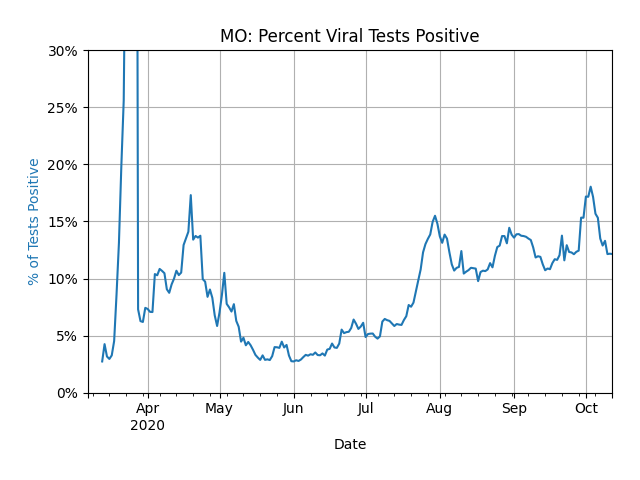 MO: Percent Viral Tests Positive
% of Tests Positive
30%
25%
20%
15%
10%
5%
0%
Apr May Jun Jul Aug Sep Oct
2020
Date